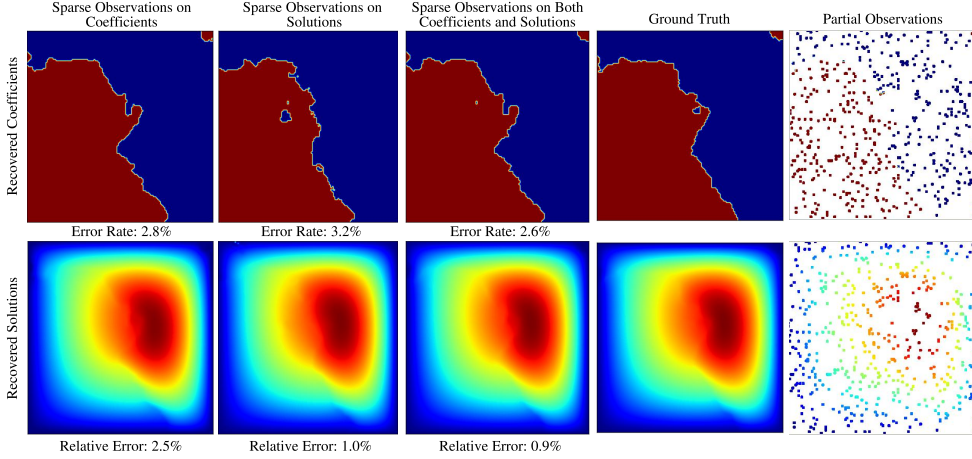 Sparse Observations on
Coefficients
Sparse Observations on
Solutions
Sparse Observations on Both
Coefficients and Solutions
Ground Truth
Partial Observations
Recovered Coefficients
Error Rate: 2.8%
Error Rate: 3.2%
Error Rate: 2.6%
Recovered Solutions
Relative Error: 2.5%
Relative Error: 1.0%
Relative Error: 0.9%